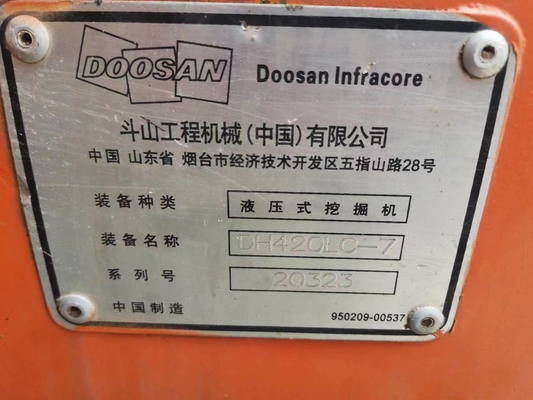 DOOSAN Doosan Infracore
斗山工程机械(中国)有限公司
中国 山东省 烟台市经济技术开发区五指山路28号
装备种类 液压式挖掘机
装备名称 DH420LC-7
系列号 20323
中国制造 950209-00537